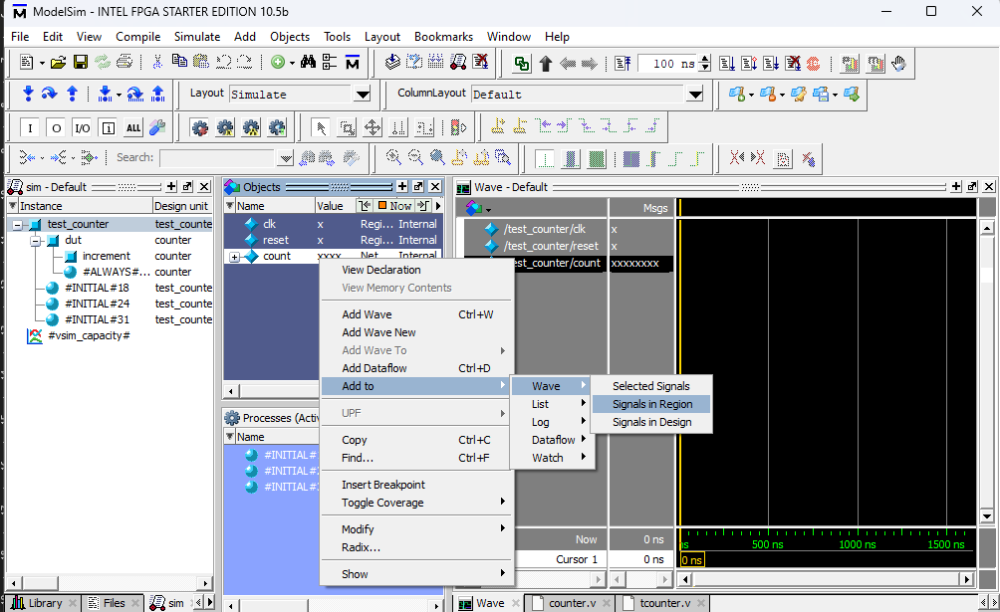 ModelSim - INTEL FPGA STARTER EDITION 10.5b
File Edit View Compile Simulate Add Objects Tools Layout Bookmarks Window Help
100 ns
Layout Simulate ColumnLayout Default
I O I/O ALL
Search:
sim - Default
Instance Design unit
test_counter test_counte
dut counter
increment counter
#ALWAYS#... counter
#INITIAL#18 test_counte
#INITIAL#24 test_counte
#INITIAL#31 test_counte
#vsim_capacity#
Library Files sim
Objects
Name Value Now
clk x Regi... Internal
reset x Regi... Internal
count xxxx Net Internal
Processes (Activ
Name
#INITIAL#
#INITIAL#
#INITIAL#
View Declaration
View Memory Contents
Add Wave Ctrl+W
Add Wave New
Add Wave To
Add Dataflow Ctrl+D
Add to
UPF
Copy Ctrl+C
Find... Ctrl+F
Insert Breakpoint
Toggle Coverage
Modify
Radix...
Show
Wave
List
Log
Dataflow
Watch
Selected Signals
Signals in Region
Signals in Design
Wave - Default
Msgs
/test_counter/clk x
/test_counter/reset x
est_counter/count xxxxxxxx
Now 0 ns
Cursor 1 0 ns
ns 500 ns 1000 ns 1500 ns
0 ns
Wave counter.v tcounter.v